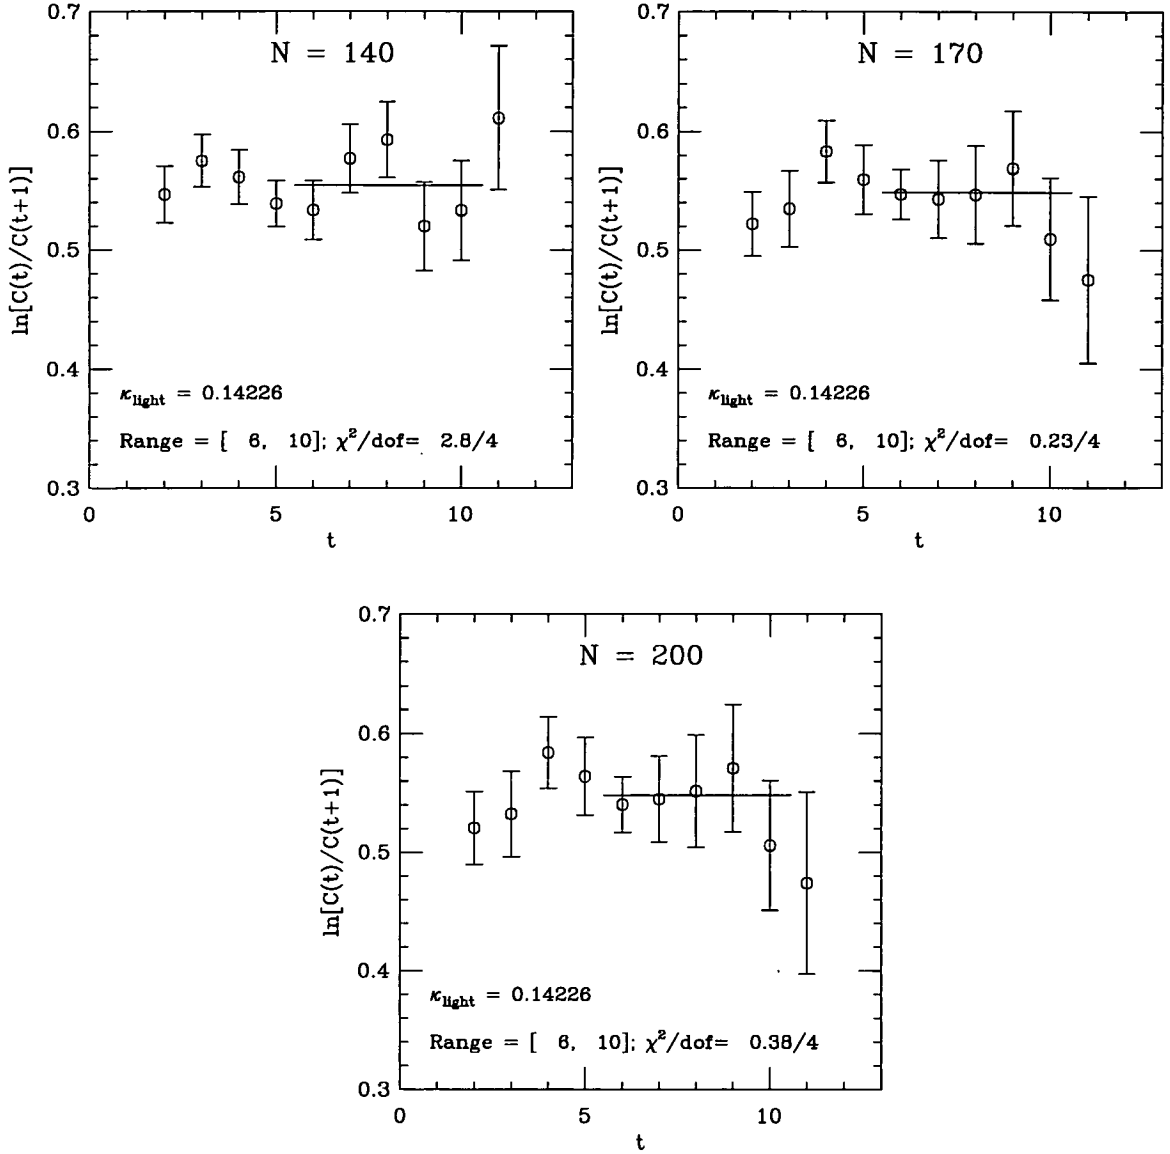 N = 140
0.7
0.6
0.5
0.4
0.3
ln[C(t)/C(t+1)]
κlight = 0.14226
Range = [ 6, 10]; χ²/dof= 2.8/4
0 5 10
t
N = 170
0.7
0.6
0.5
0.4
0.3
ln[C(t)/C(t+1)]
κlight = 0.14226
Range = [ 6, 10]; χ²/dof= 0.23/4
0 5 10
t
N = 200
0.7
0.6
0.5
0.4
0.3
ln[C(t)/C(t+1)]
κlight = 0.14226
Range = [ 6, 10]; χ²/dof= 0.38/4
0 5 10
t